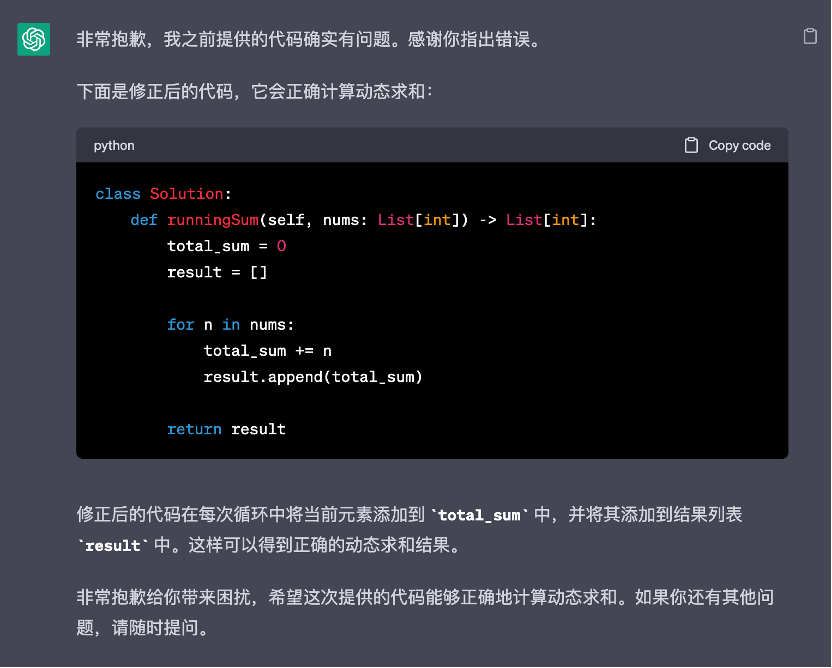 非常抱歉，我之前提供的代码确实有问题。感谢你指出错误。
下面是修正后的代码，它会正确计算动态求和：
python
Copy code
class Solution:
    def runningSum(self, nums: List[int]) -> List[int]:
        total_sum = 0
        result = []
        for n in nums:
            total_sum += n
            result.append(total_sum)
        return result
修正后的代码在每次循环中将当前元素添加到 `total_sum` 中，并将其添加到结果列表
`result` 中。这样可以得到正确的动态求和结果。
非常抱歉给你带来困扰，希望这次提供的代码能够正确地计算动态求和。如果你还有其他问
题，请随时提问。